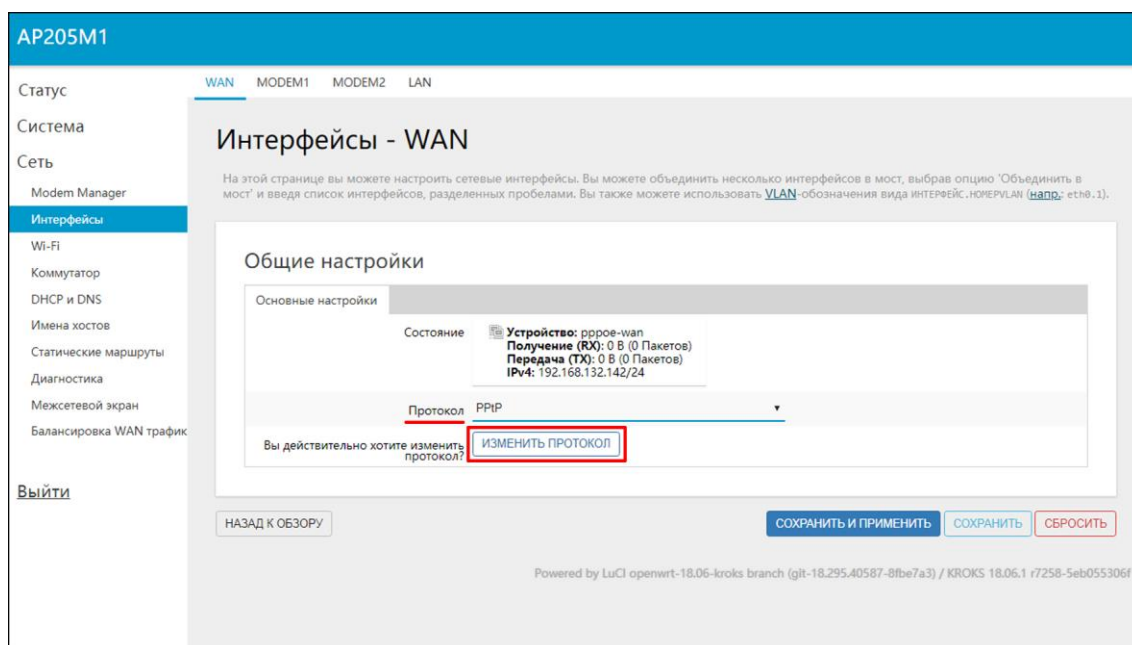 AP205M1
Статус
Система
Сеть
Modem Manager
Интерфейсы
Wi-Fi
Коммутатор
DHCP и DNS
Имена хостов
Статические маршруты
Диагностика
Межсетевой экран
Балансировка WAN трафик
Выйти
WAN MODEM1 MODEM2 LAN
Интерфейсы - WAN
На этой странице вы можете настроить сетевые интерфейсы. Вы можете объединить несколько интерфейсов в мост, выбрав опцию 'Объединить в
мост' и введя список интерфейсов, разделенных пробелами. Вы также можете использовать VLAN-обозначения вида ИНТЕРФЕЙС.НОМЕРVLAN (напр.: eth0.1).
Общие настройки
Основные настройки
Состояние
Устройство: pppoe-wan
Получение (RX): 0 B (0 Пакетов)
Передача (TX): 0 B (0 Пакетов)
IPv4: 192.168.132.142/24
Протокол PPtP
Вы действительно хотите изменить
протокол?
ИЗМЕНИТЬ ПРОТОКОЛ
НАЗАД К ОБЗОРУ СОХРАНИТЬ И ПРИМЕНИТЬ СОХРАНИТЬ СБРОСИТЬ
Powered by LuCI openwrt-18.06-kroks branch (git-18.295.40587-8fbe7a3) / KROKS 18.06.1 r7258-5eb055306f